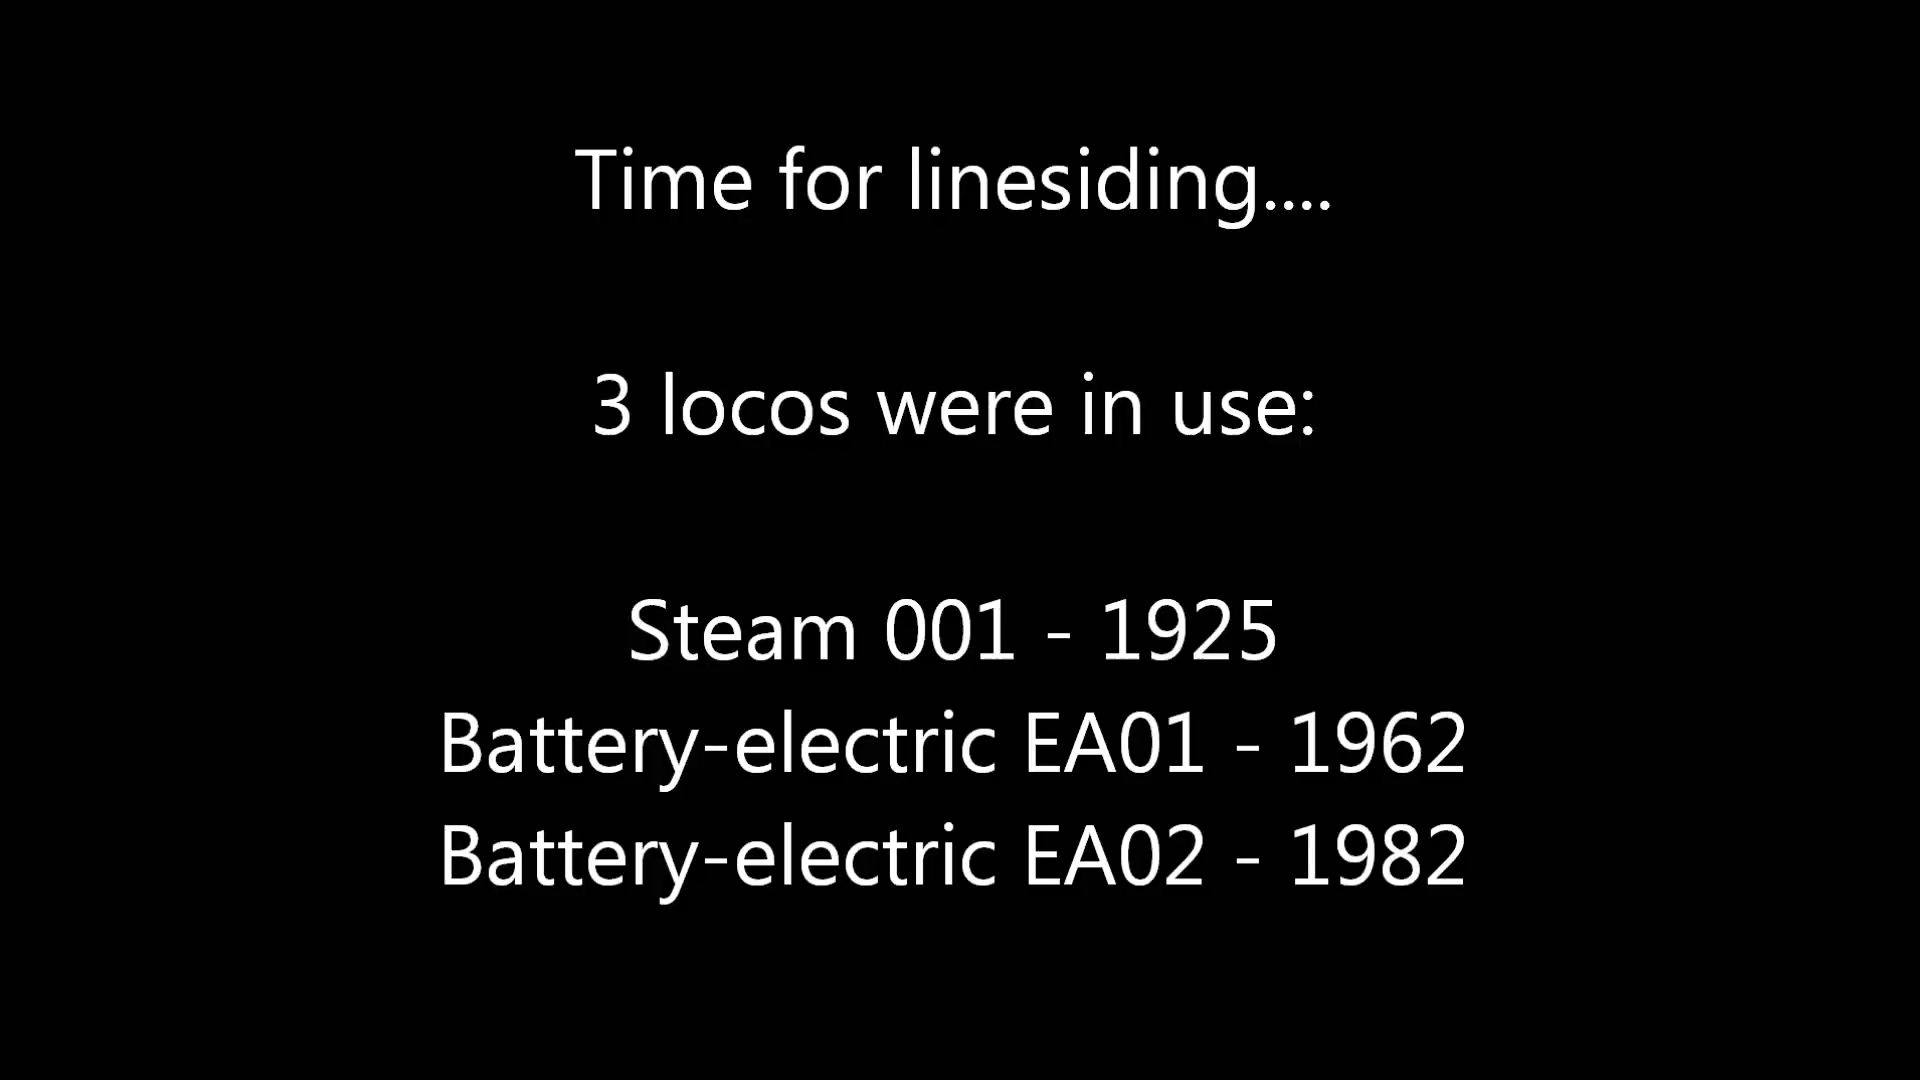 Time for linesiding....
3 locos were in use:
Steam 001 - 1925
Battery-electric EA01 - 1962
Battery-electric EA02 - 1982